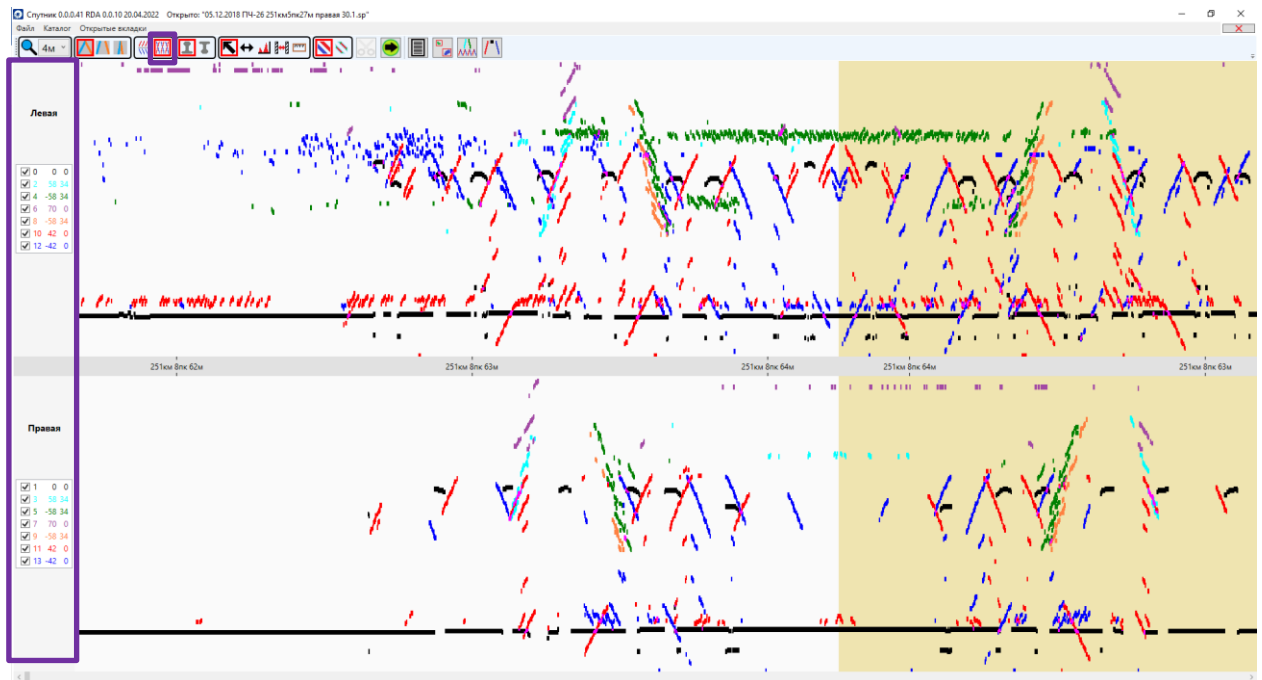 Спутник 0.0.0.41 RDA 0.0.10 20.04.2022 Открыто: "05.12.2018 ПЧ-26 251км5пк27м правая 30.1.sp"
Файл Каталог Открытые вкладки
4м
Левая
0 0 0
2 58 34
4 -58 34
6 70 0
8 -58 34
10 42 0
12 -42 0
251км 8пк 62м 251км 8пк 63м 251км 8пк 64м 251км 8пк 64м 251км 8пк 63м
Правая
1 0 0
3 58 34
5 -58 34
7 70 0
9 -58 34
11 42 0
13 -42 0